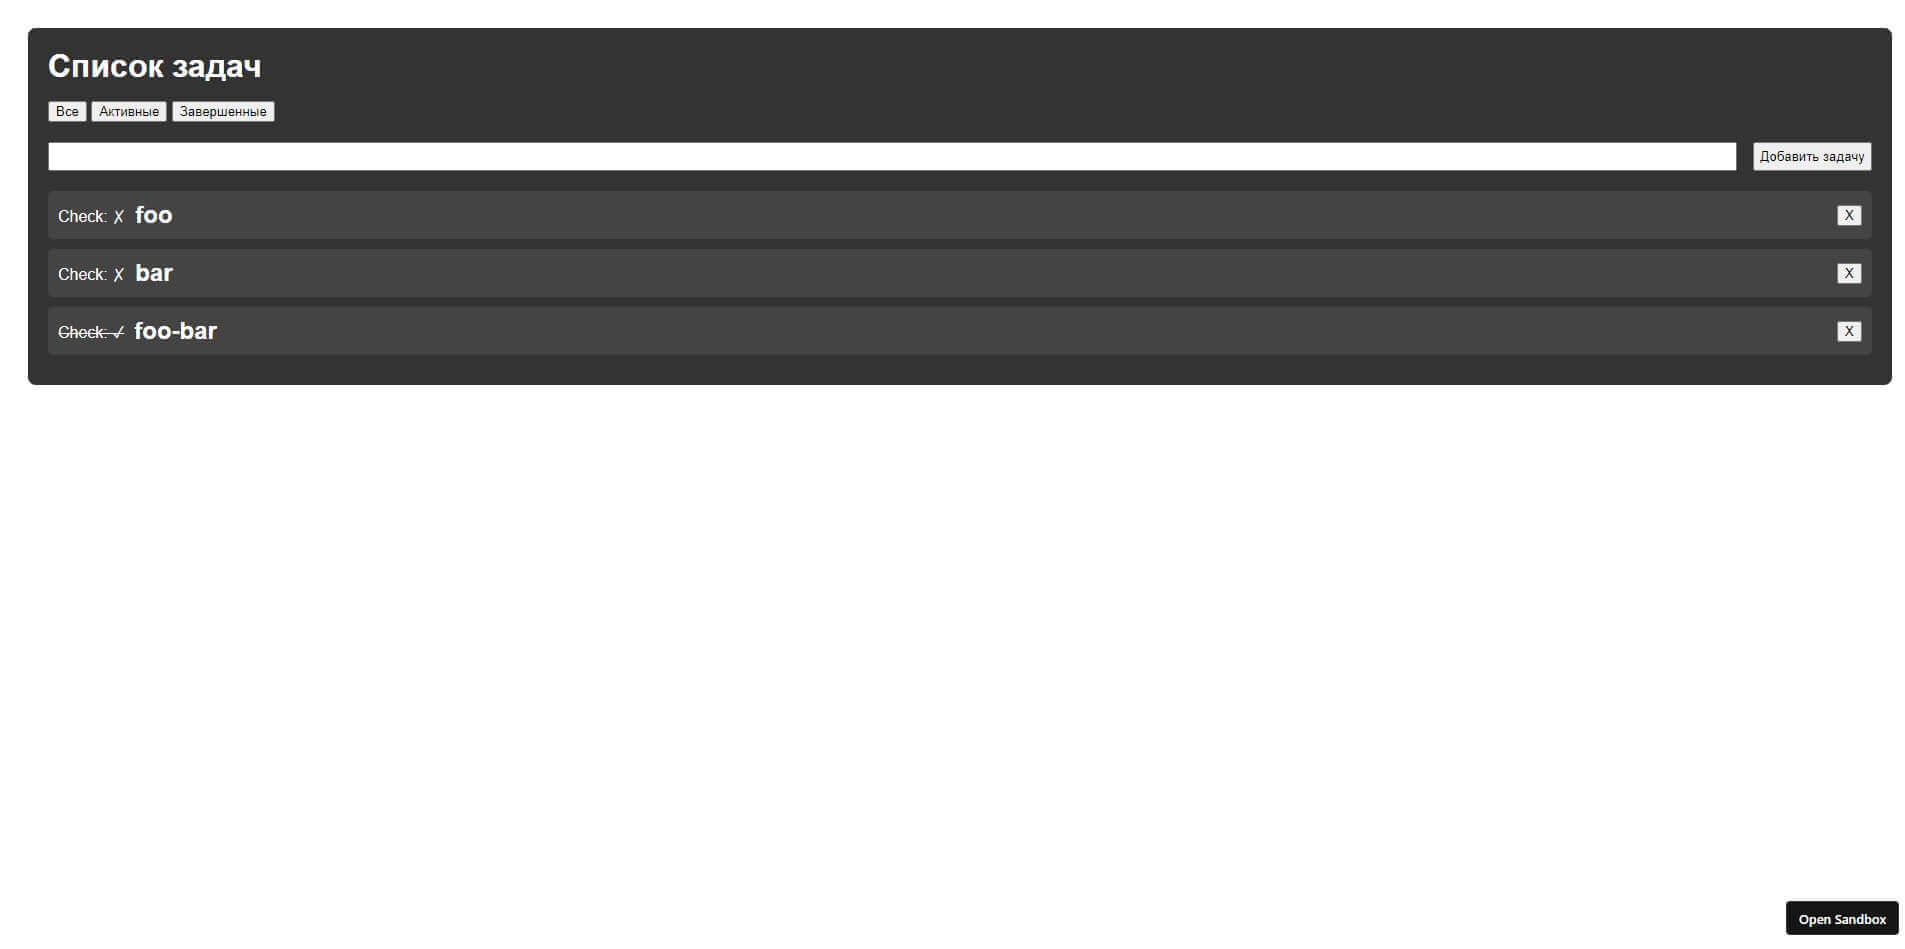 Список задач
Все Активные Завершенные
Добавить задачу
Check: ✗ foo X
Check: ✗ bar X
Check: ✓ foo-bar X
Open Sandbox